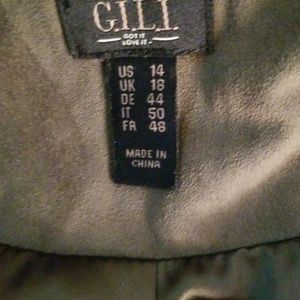 G.I.L.I.
GOT IT
LOVE IT
US 14
UK 18
DE 44
IT 50
FR 48
MADE IN
CHINA